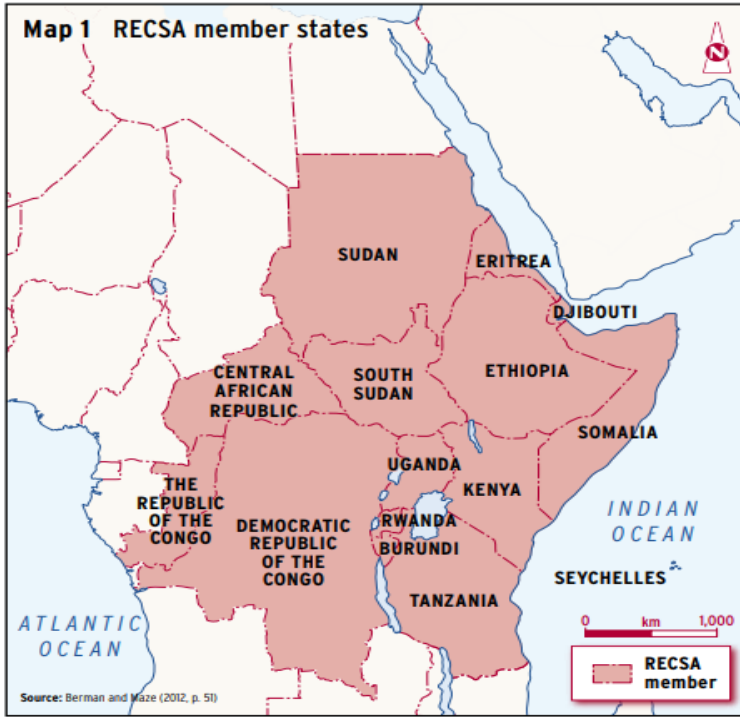 Map 1 RECSA member states
N
SUDAN
ERITREA
DJIBOUTI
CENTRAL
AFRICAN
REPUBLIC
SOUTH
SUDAN
ETHIOPIA
SOMALIA
UGANDA
KENYA
THE
REPUBLIC
OF THE
CONGO
DEMOCRATIC
REPUBLIC
OF THE
CONGO
RWANDA
BURUNDI
INDIAN
OCEAN
SEYCHELLES
TANZANIA
ATLANTIC
OCEAN
0 km 1,000
RECSA
member
Source: Berman and Maze (2012, p. 51)